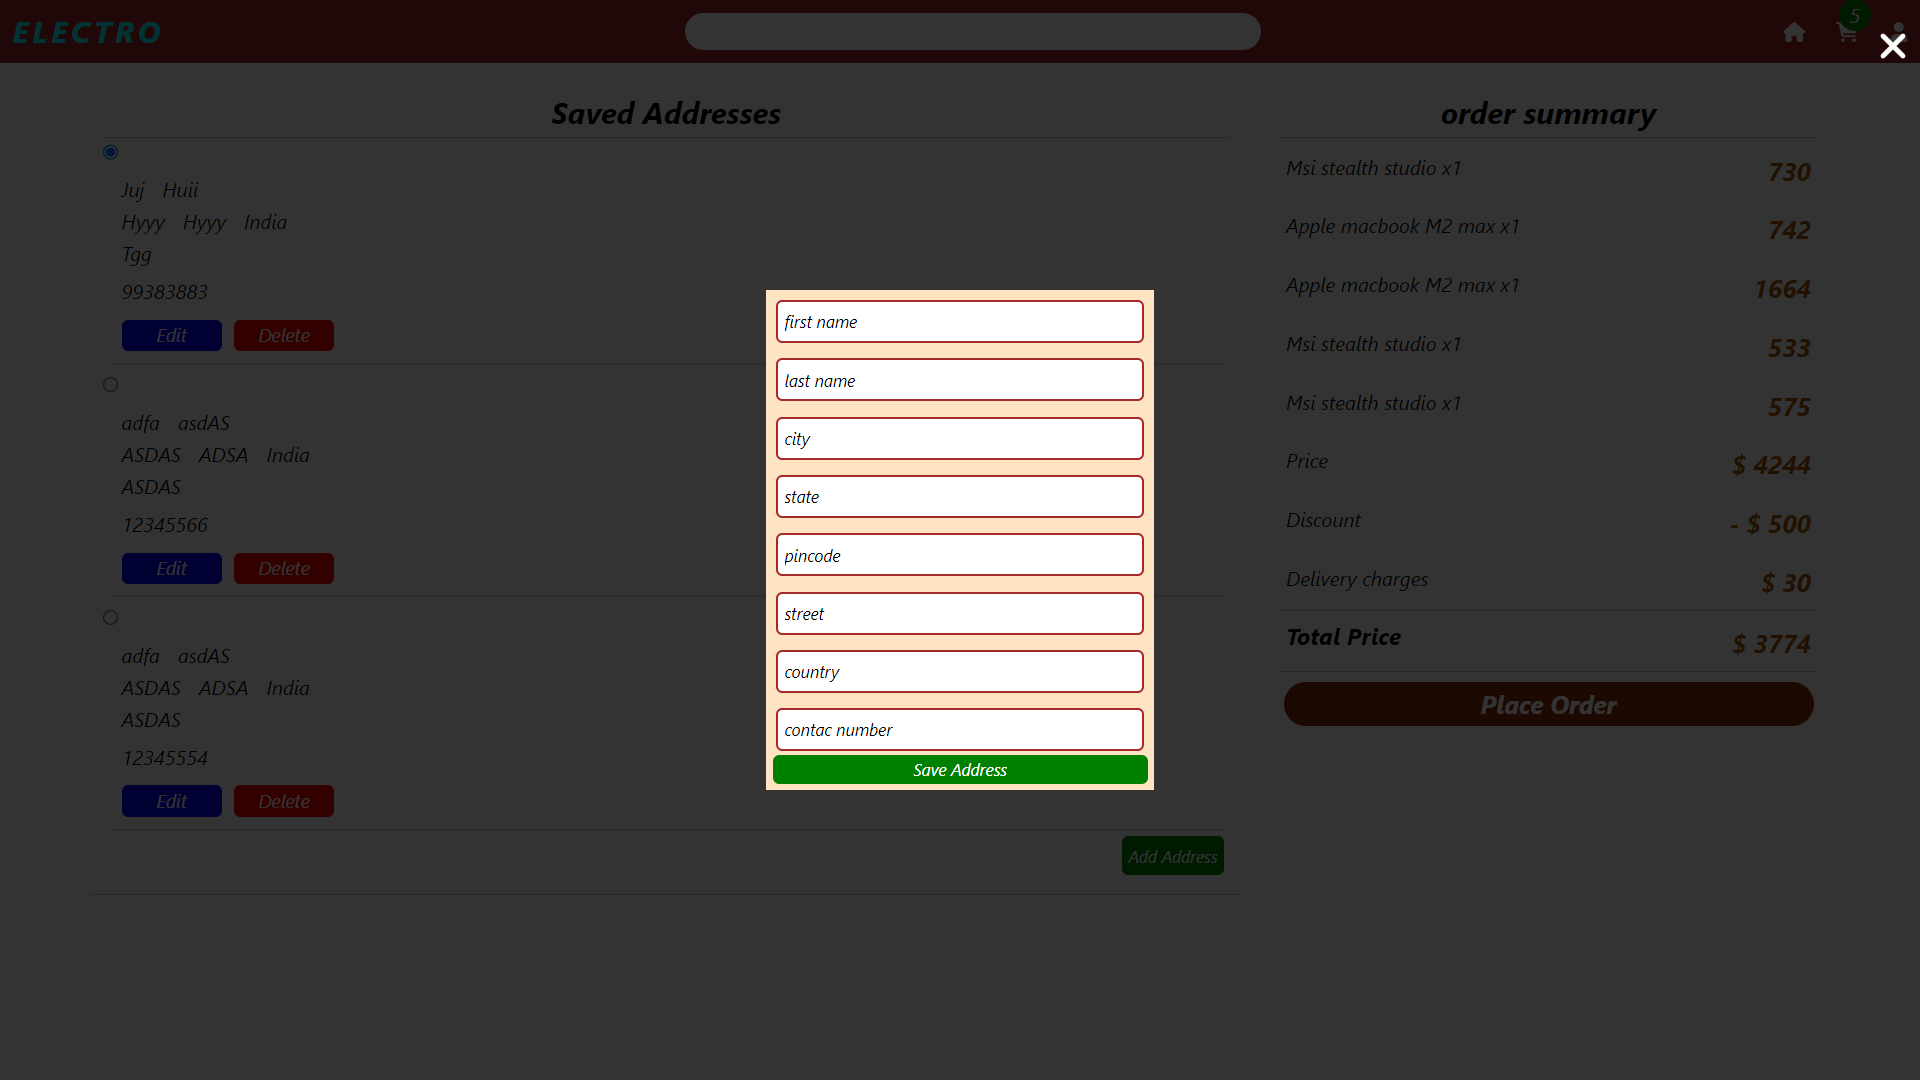 ELECTRO
5
Saved Addresses
Juj Huii
Hyyy Hyyy India
Tgg
99383883
Edit Delete
adfa asdAS
ASDAS ADSA India
ASDAS
12345566
Edit Delete
adfa asdAS
ASDAS ADSA India
ASDAS
12345554
Edit Delete
Add Address
first name
last name
city
state
pincode
street
country
contac number
Save Address
order summary
Msi stealth studio x1 730
Apple macbook M2 max x1 742
Apple macbook M2 max x1 1664
Msi stealth studio x1 533
Msi stealth studio x1 575
Price $ 4244
Discount - $ 500
Delivery charges $ 30
Total Price $ 3774
Place Order